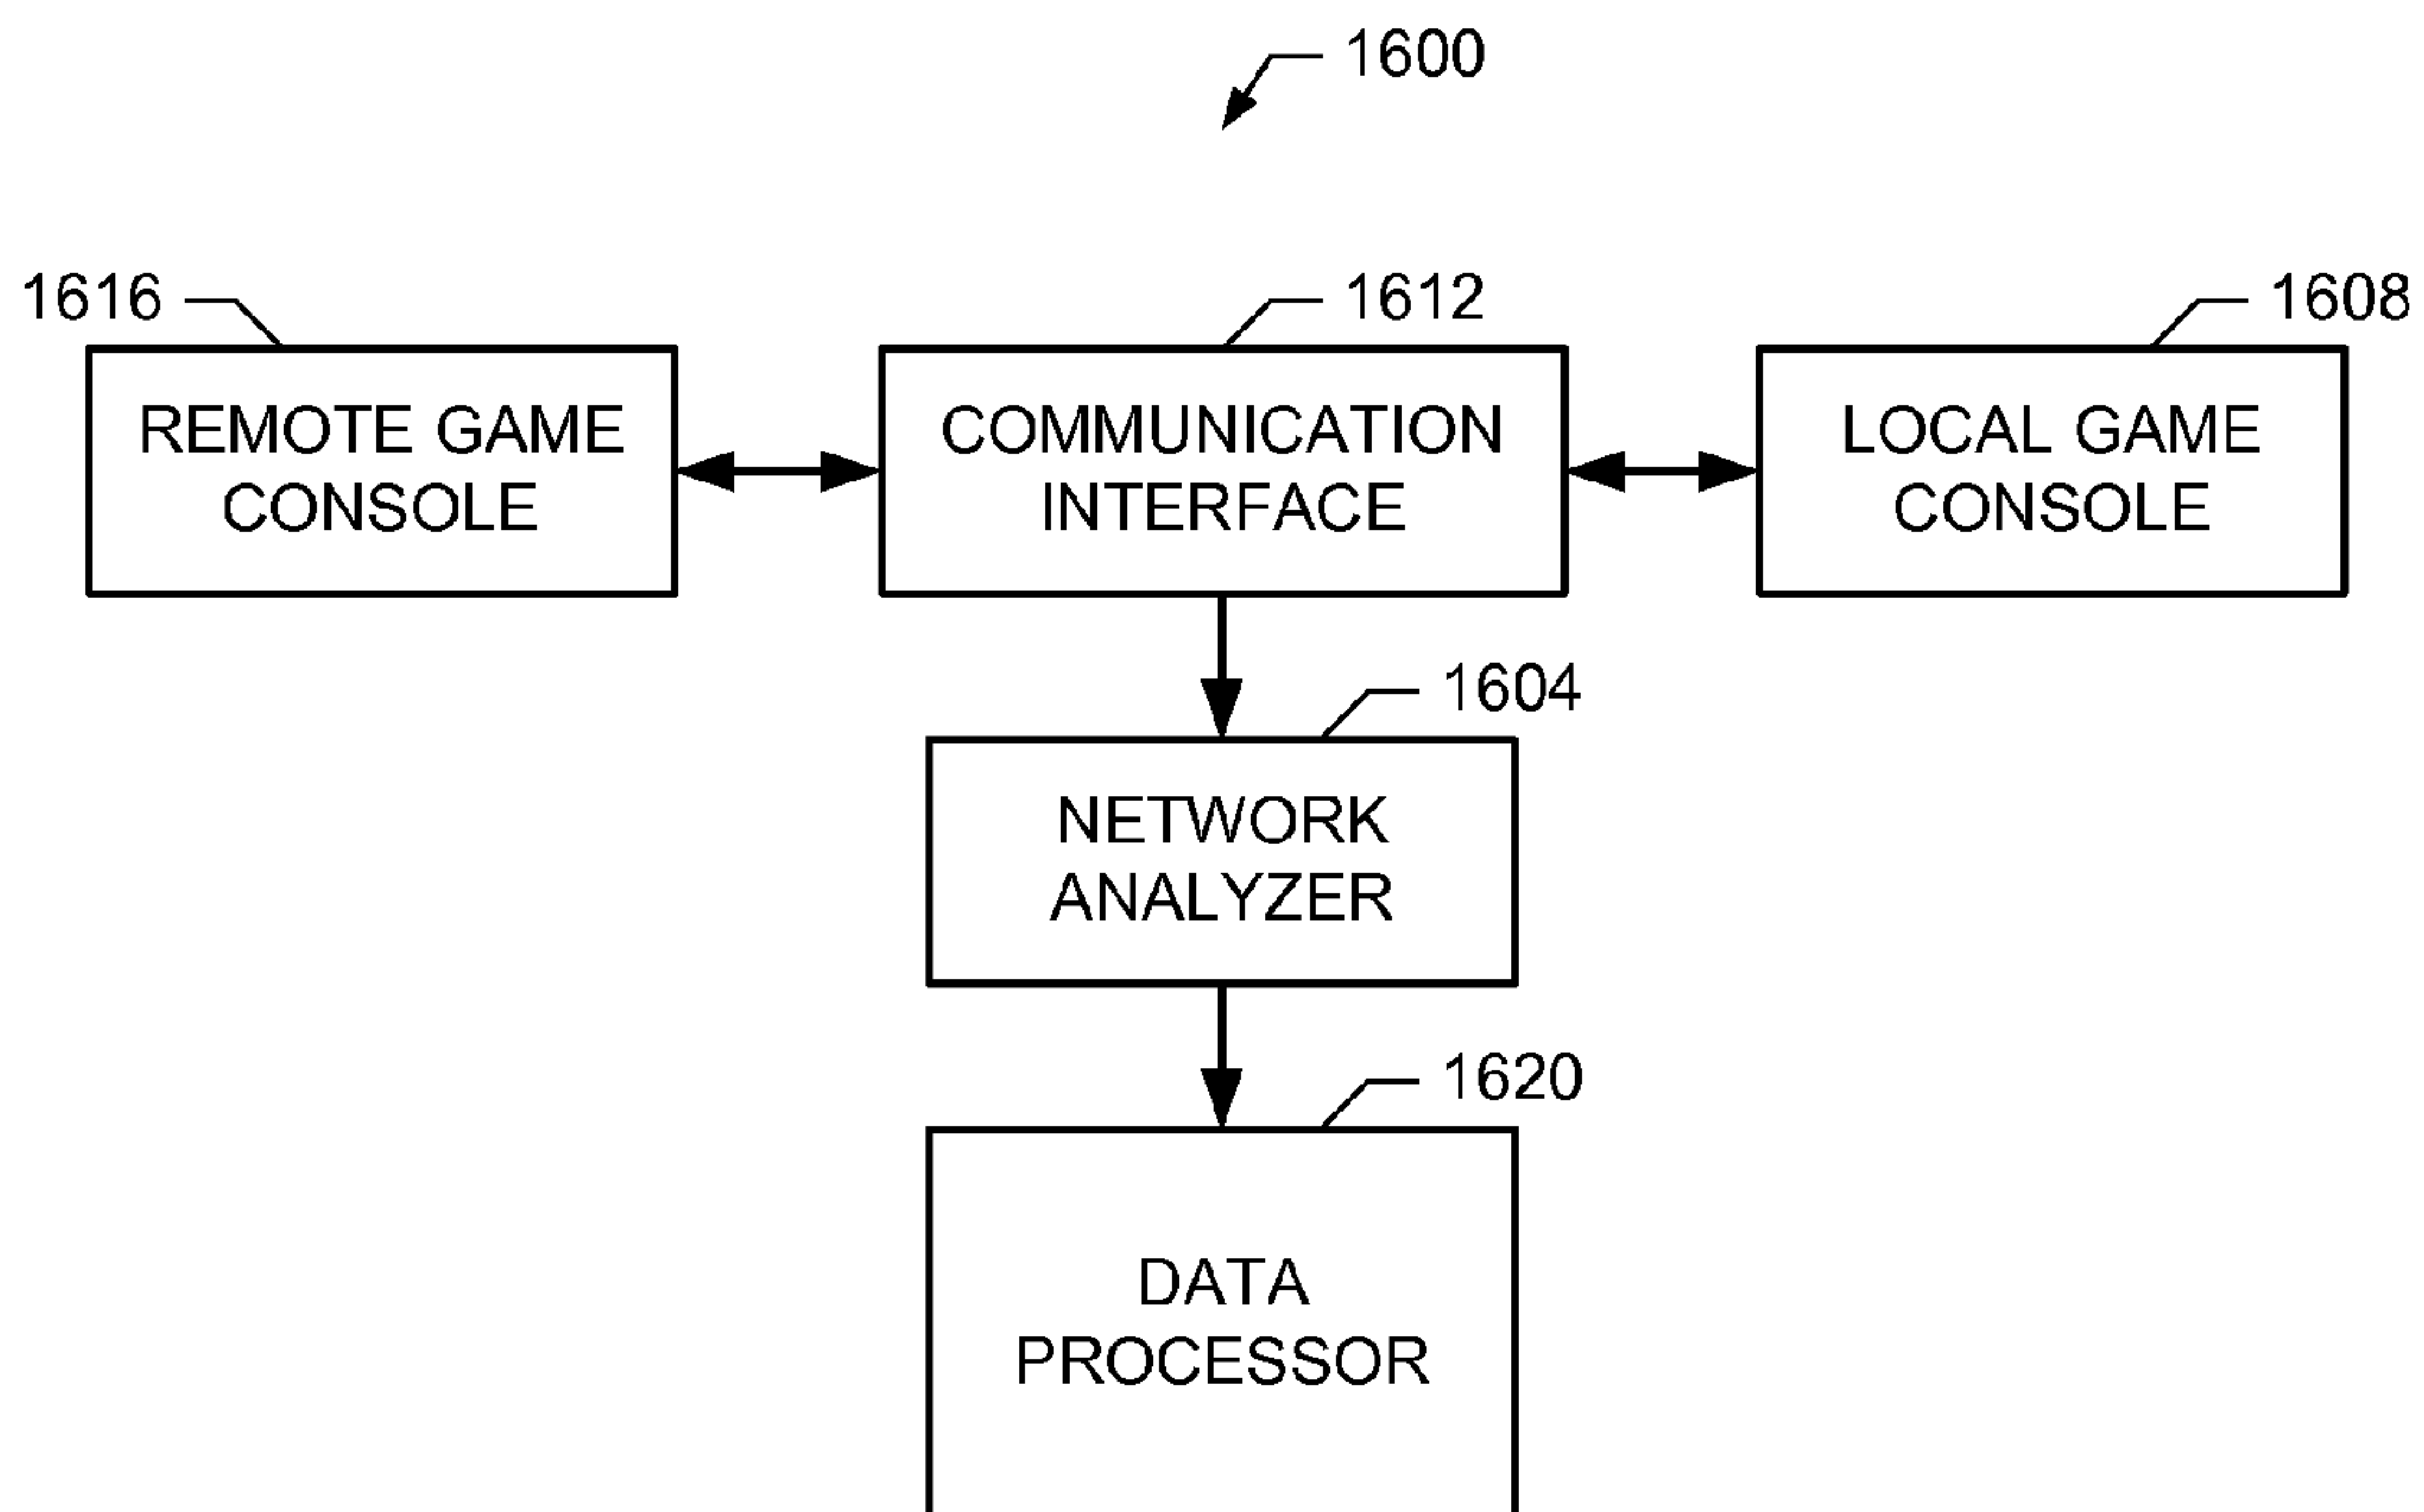 1600
1616
1612
1608
REMOTE GAME
CONSOLE
COMMUNICATION
INTERFACE
LOCAL GAME
CONSOLE
1604
NETWORK
ANALYZER
1620
DATA
PROCESSOR